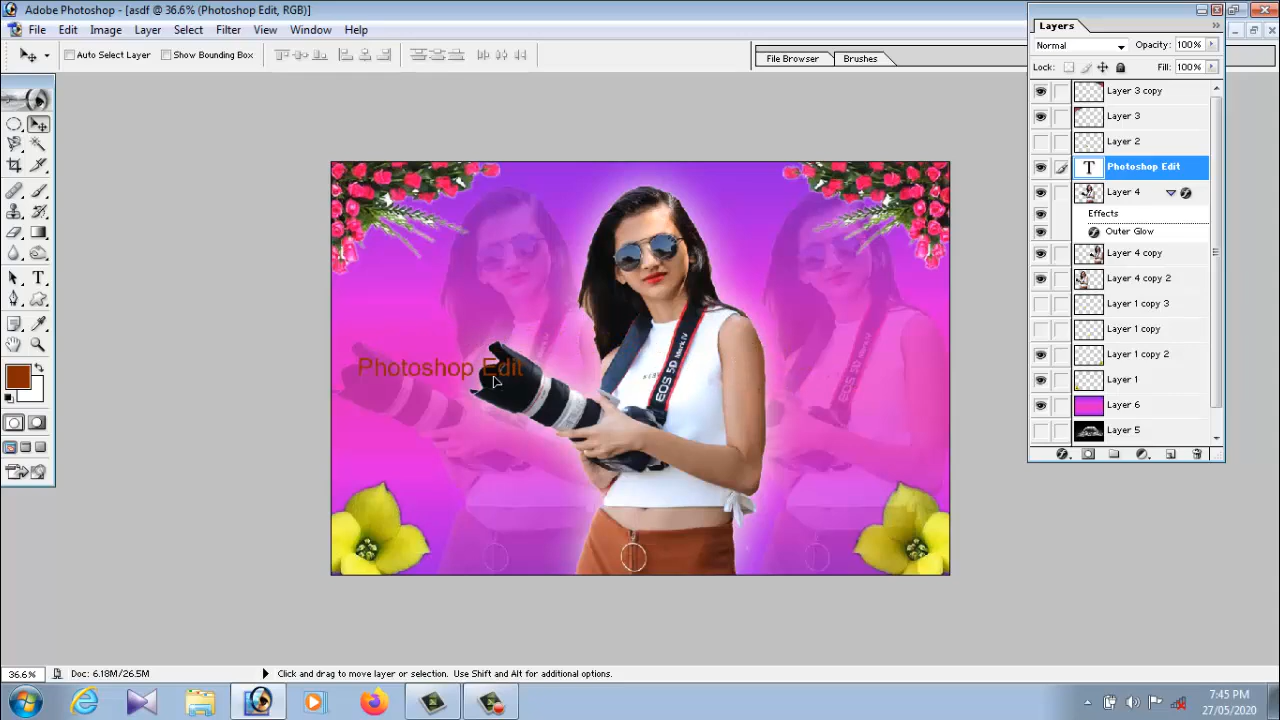 Adobe Photoshop - [asdf @ 36.6% (Photoshop Edit, RGB)]
File Edit Image Layer Select Filter View Window Help
Auto Select Layer Show Bounding Box
File Browser Brushes
Layers
Normal Opacity: 100%
Lock: Fill: 100%
Layer 3 copy
Layer 3
Layer 2
T Photoshop Edit
Layer 4
Effects
Outer Glow
Layer 4 copy
Layer 4 copy 2
Layer 1 copy 3
Layer 1 copy
Layer 1 copy 2
Layer 1
Layer 6
Layer 5
Photoshop Edit
EOS 5D Mark IV
36.6% Doc: 6.18M/26.5M Click and drag to move layer or selection. Use Shift and Alt for additional options.
7:45 PM
27/05/2020